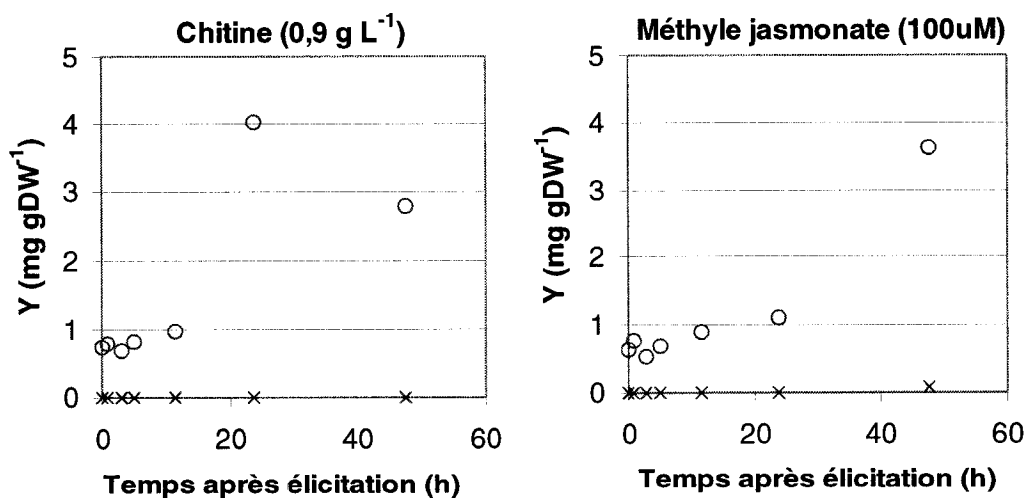 Chitine (0,9 g L⁻¹)
5
4
3
2
1
0
Y (mg gDW⁻¹)
0 20 40 60
Temps après élicitation (h)
Méthyle jasmonate (100uM)
5
4
3
2
1
0
Y (mg gDW⁻¹)
0 20 40 60
Temps après élicitation (h)